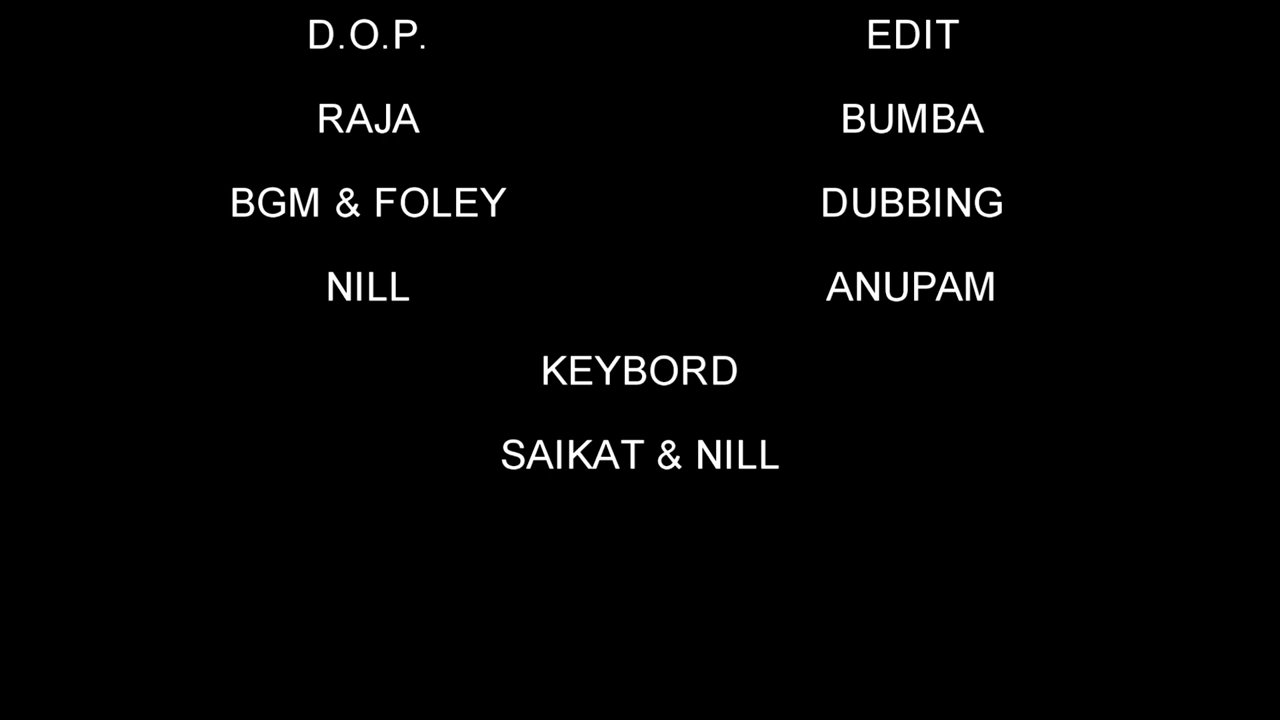 D.O.P. EDIT
RAJA BUMBA
BGM & FOLEY DUBBING
NILL ANUPAM
KEYBORD
SAIKAT & NILL